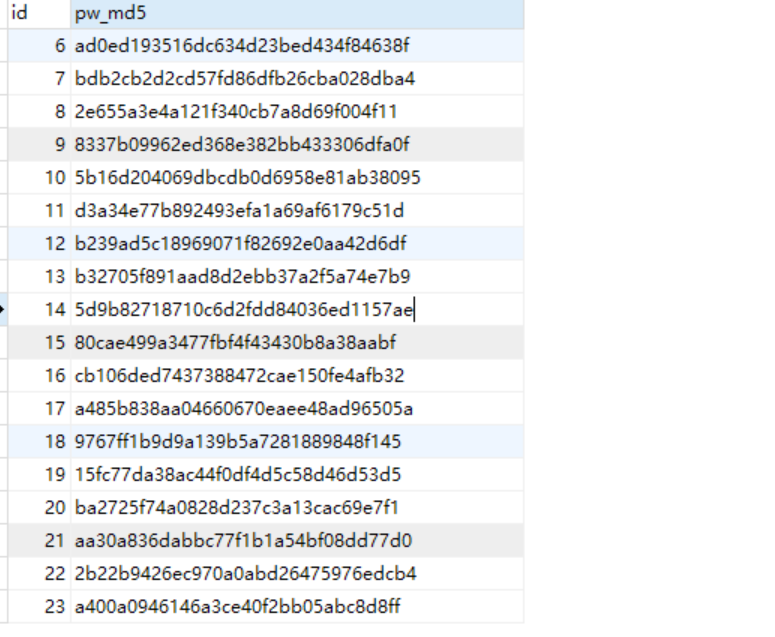 id pw_md5
6 ad0ed193516dc634d23bed434f84638f
7 bdb2cb2d2cd57fd86dfb26cba028dba4
8 2e655a3e4a121f340cb7a8d69f004f11
9 8337b09962ed368e382bb433306dfa0f
10 5b16d204069dbcdb0d6958e81ab38095
11 d3a34e77b892493efa1a69af6179c51d
12 b239ad5c18969071f82692e0aa42d6df
13 b32705f891aad8d2ebb37a2f5a74e7b9
14 5d9b82718710c6d2fdd84036ed1157ae
15 80cae499a3477fbf4f43430b8a38aabf
16 cb106ded7437388472cae150fe4afb32
17 a485b838aa04660670eaee48ad96505a
18 9767ff1b9d9a139b5a7281889848f145
19 15fc77da38ac44f0df4d5c58d46d53d5
20 ba2725f74a0828d237c3a13cac69e7f1
21 aa30a836dabbc77f1b1a54bf08dd77d0
22 2b22b9426ec970a0abd26475976edcb4
23 a400a0946146a3ce40f2bb05abc8d8ff